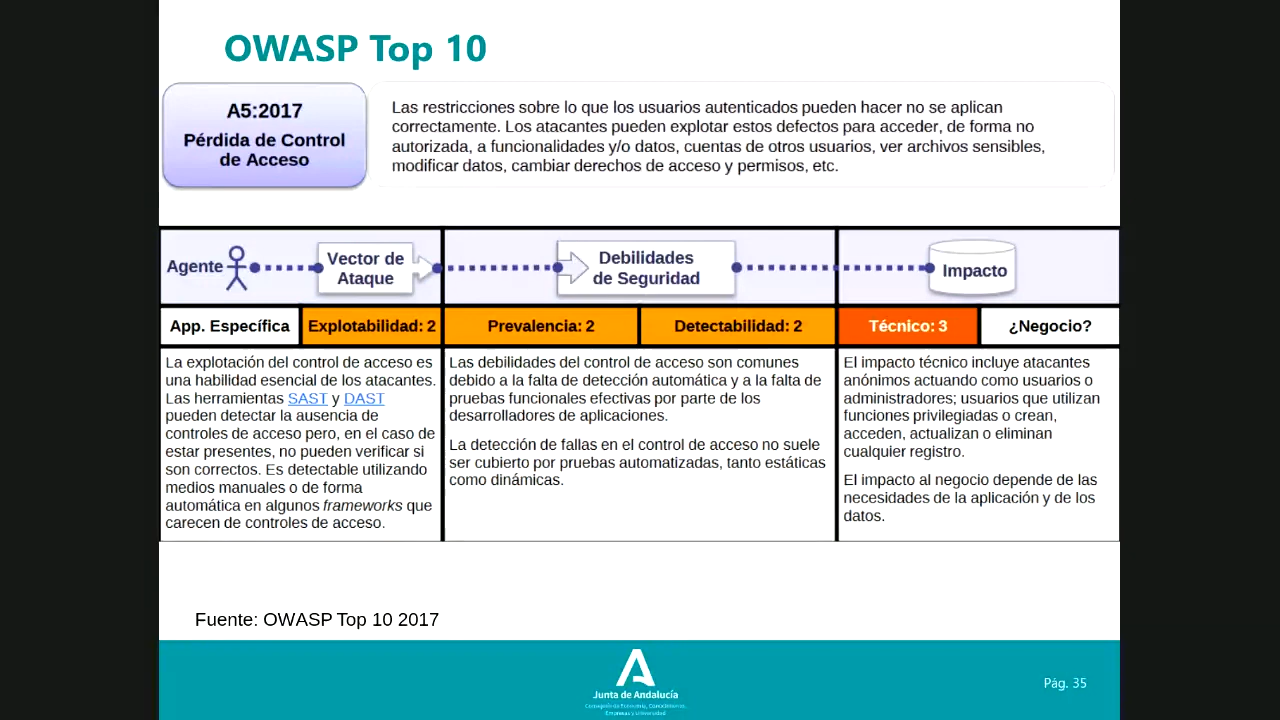 OWASP Top 10
A5:2017
Pérdida de Control
de Acceso
Las restricciones sobre lo que los usuarios autenticados pueden hacer no se aplican
correctamente. Los atacantes pueden explotar estos defectos para acceder, de forma no
autorizada, a funcionalidades y/o datos, cuentas de otros usuarios, ver archivos sensibles,
modificar datos, cambiar derechos de acceso y permisos, etc.
Agente
Vector de
Ataque
Debilidades
de Seguridad
Impacto
App. Específica
Explotabilidad: 2
Prevalencia: 2
Detectabilidad: 2
Técnico: 3
¿Negocio?
La explotación del control de acceso es
una habilidad esencial de los atacantes.
Las herramientas SAST y DAST
pueden detectar la ausencia de
controles de acceso pero, en el caso de
estar presentes, no pueden verificar si
son correctos. Es detectable utilizando
medios manuales o de forma
automática en algunos frameworks que
carecen de controles de acceso.
Las debilidades del control de acceso son comunes
debido a la falta de detección automática y a la falta de
pruebas funcionales efectivas por parte de los
desarrolladores de aplicaciones.
La detección de fallas en el control de acceso no suele
ser cubierto por pruebas automatizadas, tanto estáticas
como dinámicas.
El impacto técnico incluye atacantes
anónimos actuando como usuarios o
administradores; usuarios que utilizan
funciones privilegiadas o crean,
acceden, actualizan o eliminan
cualquier registro.
El impacto al negocio depende de las
necesidades de la aplicación y de los
datos.
Fuente: OWASP Top 10 2017
Junta de Andalucía
Consejería de Economía, Conocimiento,
Empresas y Universidad
Pág. 35